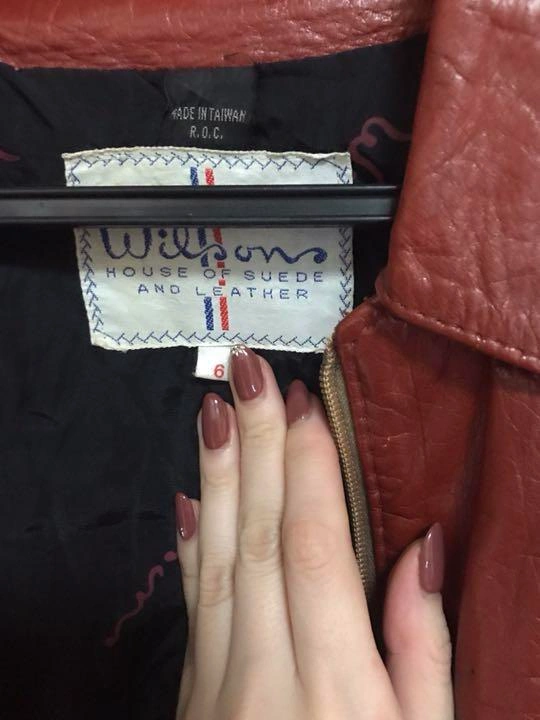 MADE IN TAIWAN
R.O.C.
Wilsons
HOUSE OF SUEDE
AND LEATHER
6